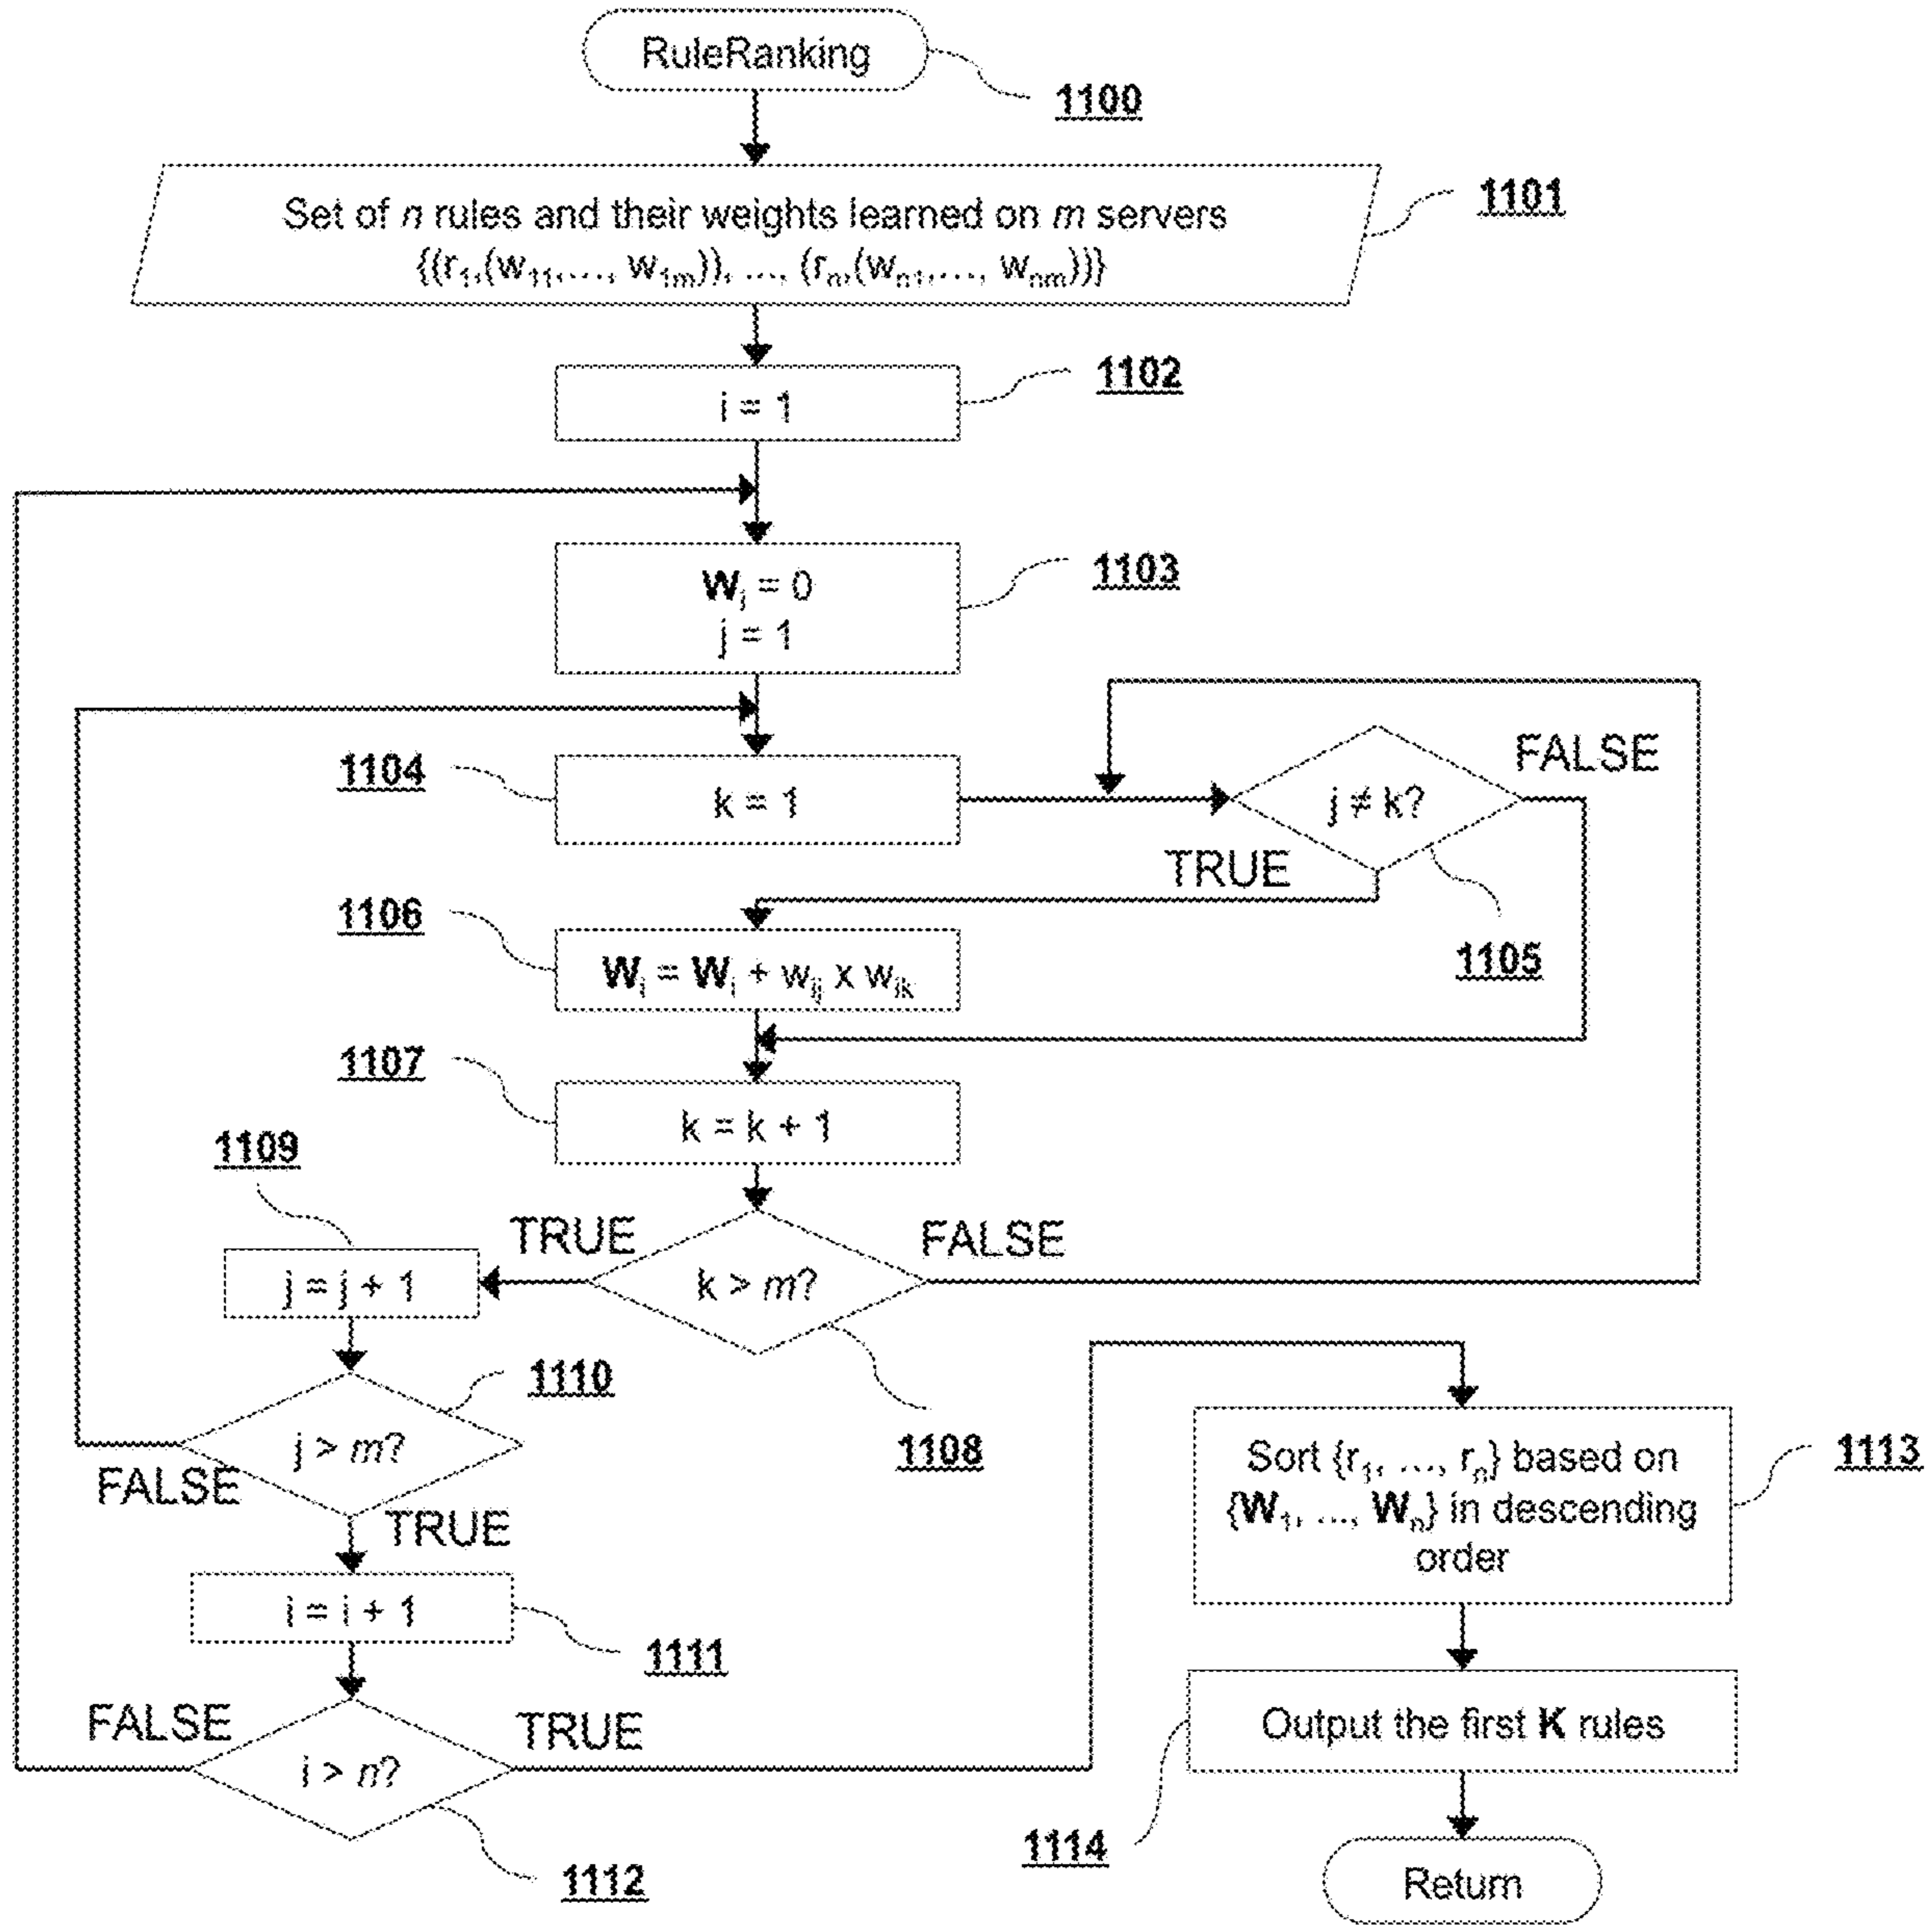 RuleRanking
1100
Set of n rules and their weights learned on m servers
{(r₁,(w₁₁,..., w₁ₘ)), ..., (rₙ,(wₙ₁,..., wₙₘ))}
1101
i = 1
1102
Wᵢ = 0
j = 1
1103
1104
k = 1
j ≠ k?
FALSE
TRUE
1105
1106
Wᵢ = Wᵢ + wᵢⱼ x wᵢₖ
1107
k = k + 1
1109
TRUE
FALSE
j = j + 1
k > m?
1108
1110
j > m?
FALSE
TRUE
i = i + 1
1111
FALSE
TRUE
i > n?
1112
Sort {r₁, ..., rₙ} based on
{W₁, ..., Wₙ} in descending
order
1113
Output the first K rules
1114
Return